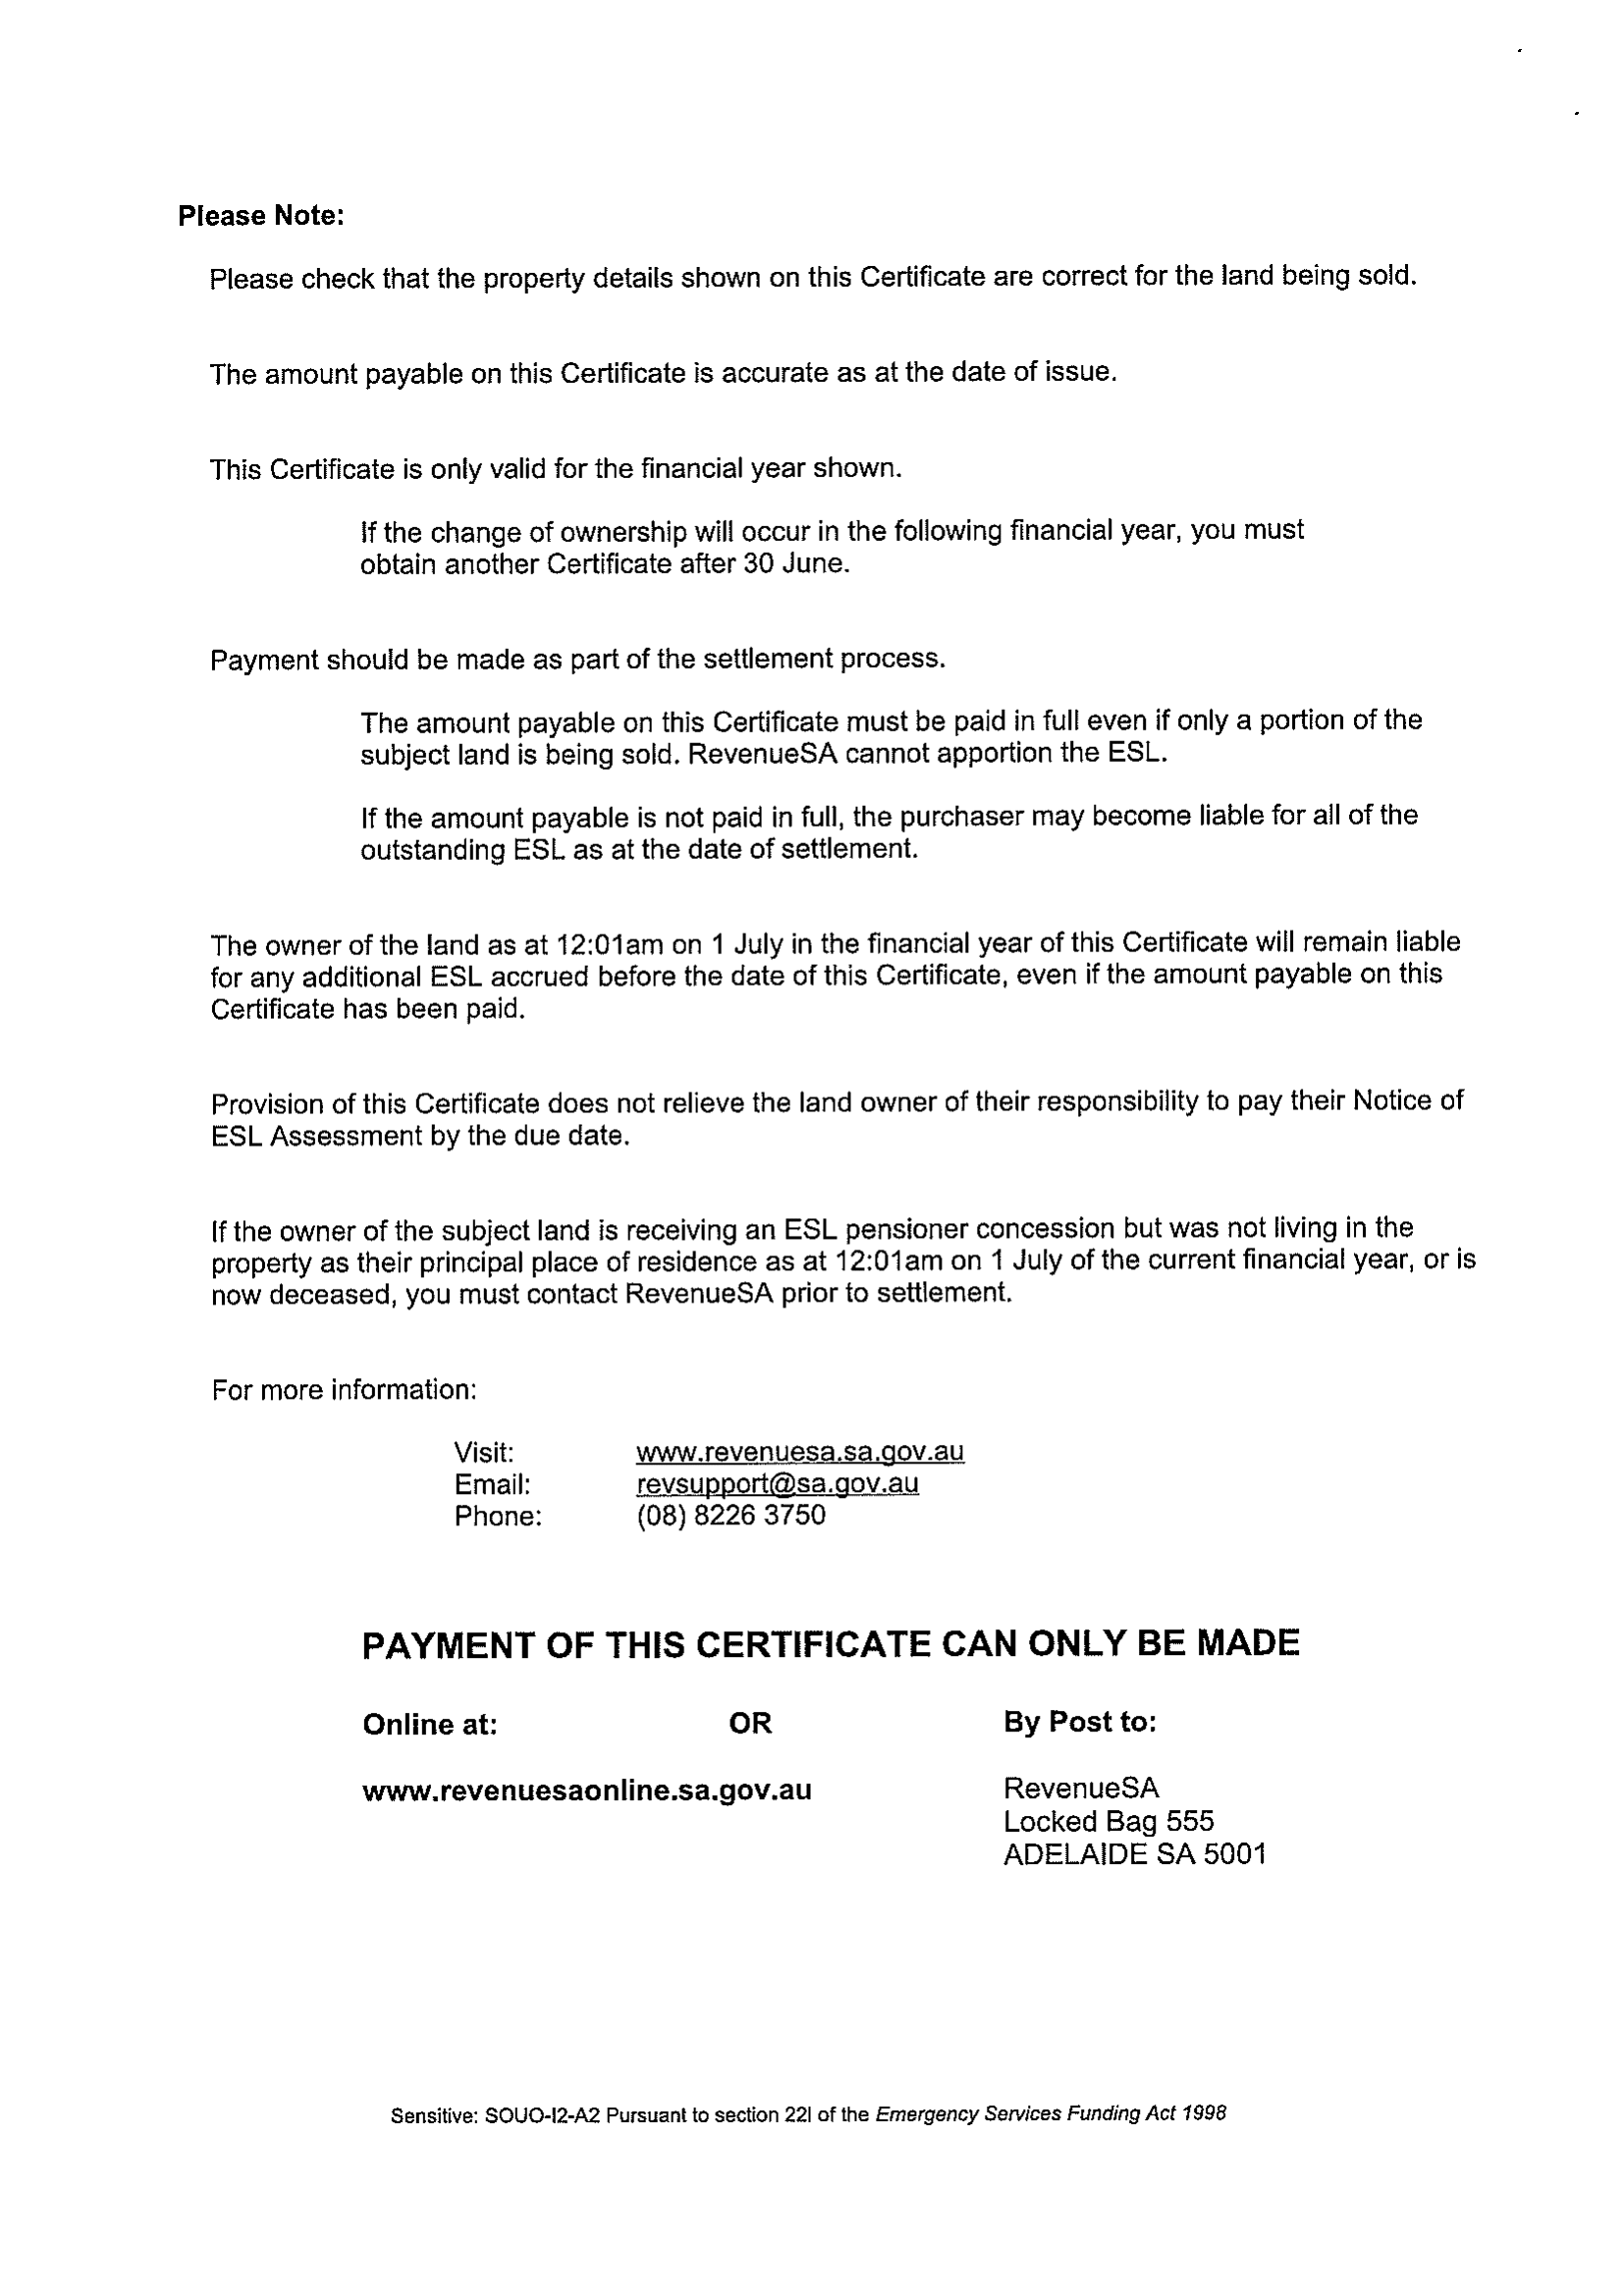 Please Note:
Please check that the property details shown on this Certificate are correct for the land being sold.
The amount payable on this Certificate is accurate as at the date of issue.
This Certificate is only valid for the financial year shown.
If the change of ownership will occur in the following financial year, you must
obtain another Certificate after 30 June.
Payment should be made as part of the settlement process.
The amount payable on this Certificate must be paid in full even if only a portion of the
subject land is being sold. RevenueSA cannot apportion the ESL.
If the amount payable is not paid in full, the purchaser may become liable for all of the
outstanding ESL as at the date of settlement.
The owner of the land as at 12:01am on 1 July in the financial year of this Certificate will remain liable
for any additional ESL accrued before the date of this Certificate, even if the amount payable on this
Certificate has been paid.
Provision of this Certificate does not relieve the land owner of their responsibility to pay their Notice of
ESL Assessment by the due date.
If the owner of the subject land is receiving an ESL pensioner concession but was not living in the
property as their principal place of residence as at 12:01am on 1 July of the current financial year, or is
now deceased, you must contact RevenueSA prior to settlement.
For more information:
Visit: www.revenuesa.sa.gov.au
Email: revsupport@sa.gov.au
Phone: (08) 8226 3750
PAYMENT OF THIS CERTIFICATE CAN ONLY BE MADE
Online at: OR By Post to:
www.revenuesaonline.sa.gov.au RevenueSA
Locked Bag 555
ADELAIDE SA 5001
Sensitive: SOUO-I2-A2 Pursuant to section 22I of the Emergency Services Funding Act 1998